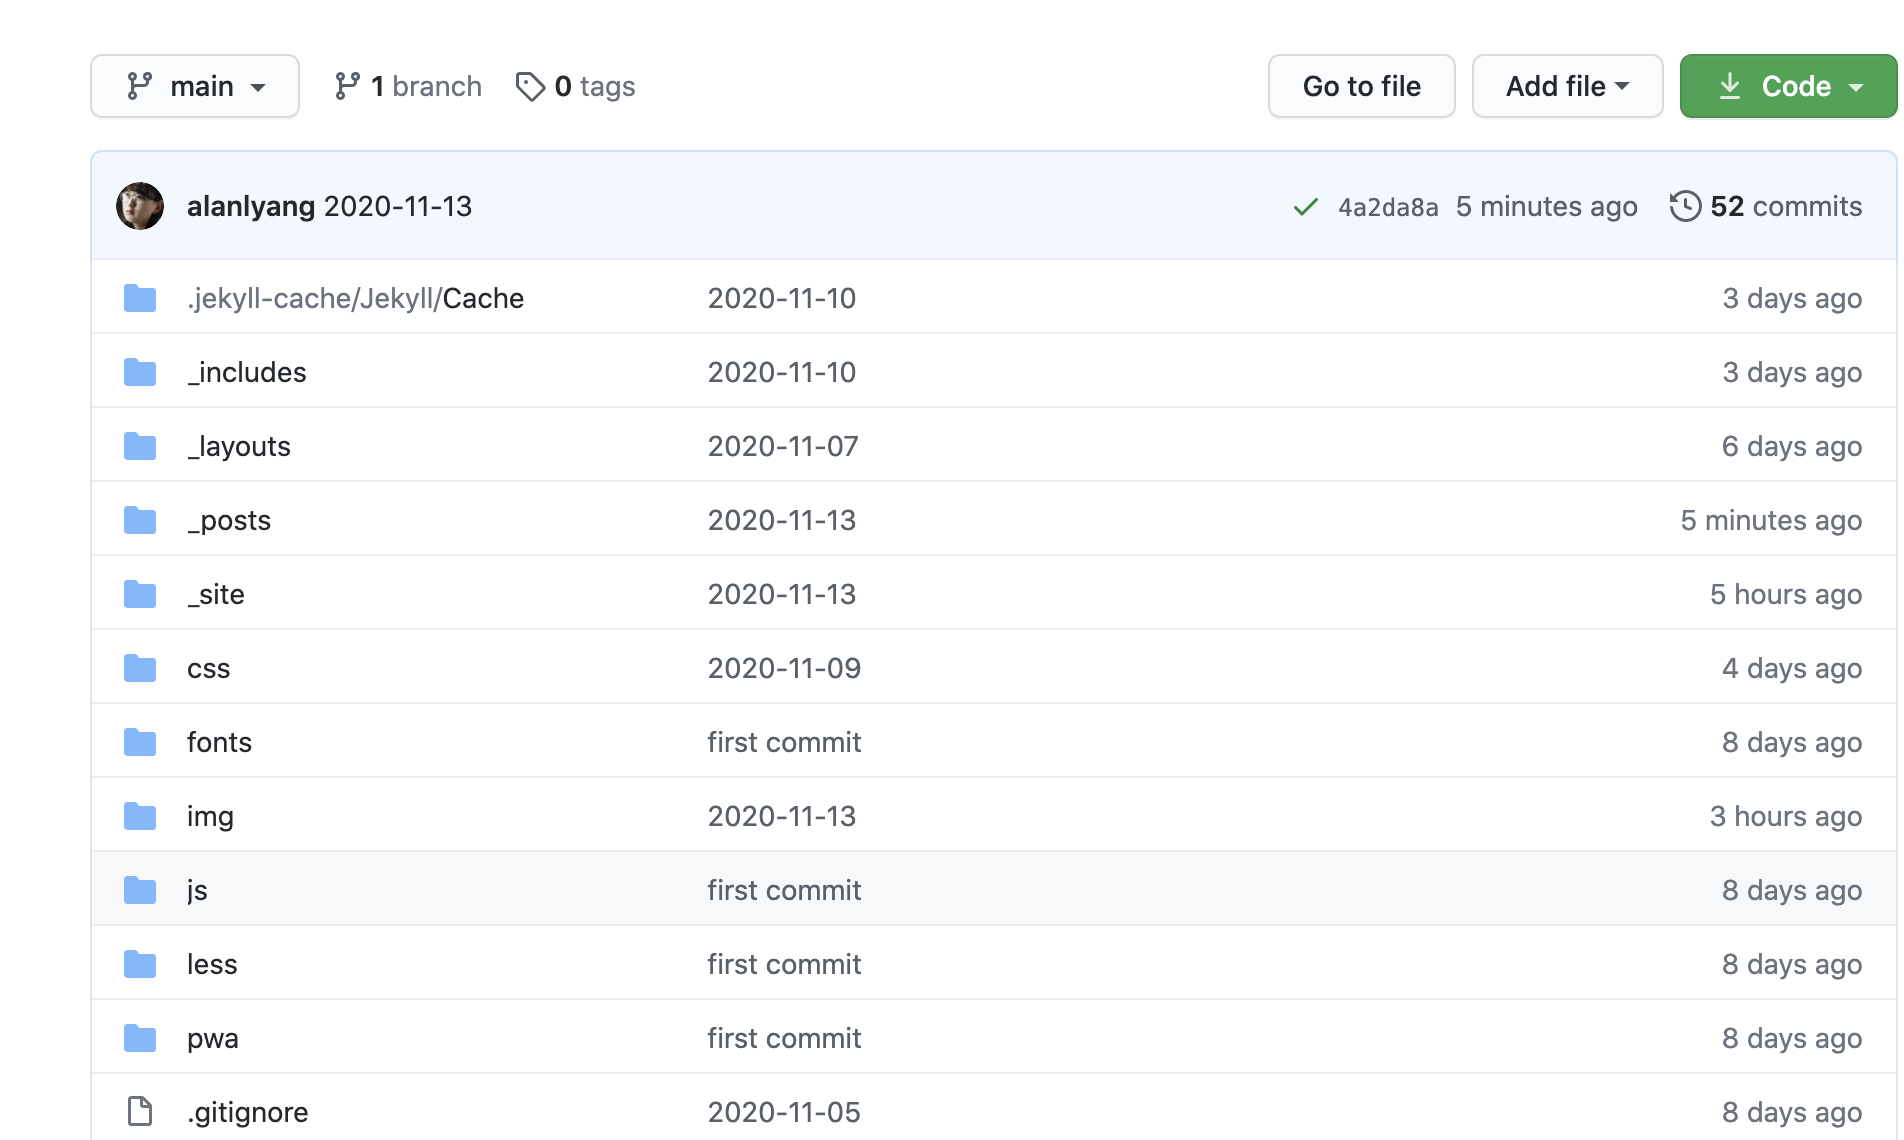 main 1 branch 0 tags Go to file Add file Code
alanlyang 2020-11-13 4a2da8a 5 minutes ago 52 commits
.jekyll-cache/Jekyll/Cache 2020-11-10 3 days ago
_includes 2020-11-10 3 days ago
_layouts 2020-11-07 6 days ago
_posts 2020-11-13 5 minutes ago
_site 2020-11-13 5 hours ago
css 2020-11-09 4 days ago
fonts first commit 8 days ago
img 2020-11-13 3 hours ago
js first commit 8 days ago
less first commit 8 days ago
pwa first commit 8 days ago
.gitignore 2020-11-05 8 days ago